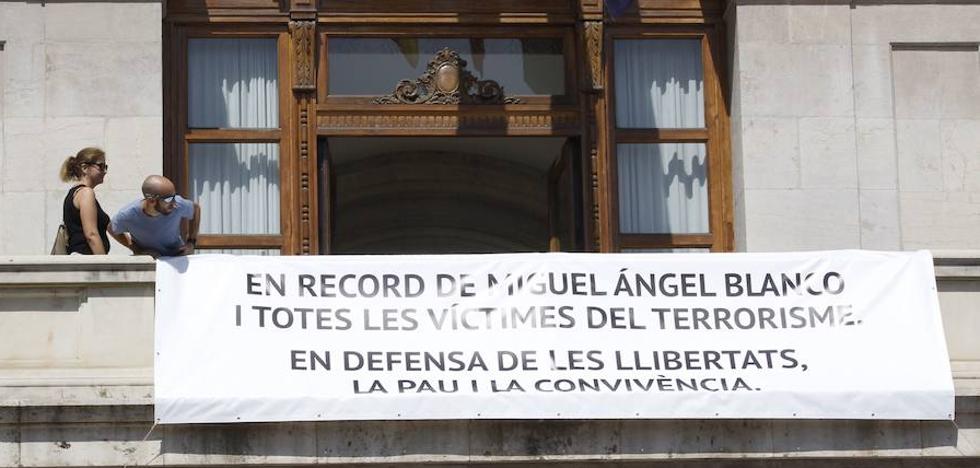 EN RECORD DE MIGUEL ÁNGEL BLANCO
I TOTES LES VÍCTIMES DEL TERRORISME.
EN DEFENSA DE LES LLIBERTATS,
LA PAU I LA CONVIVÈNCIA.